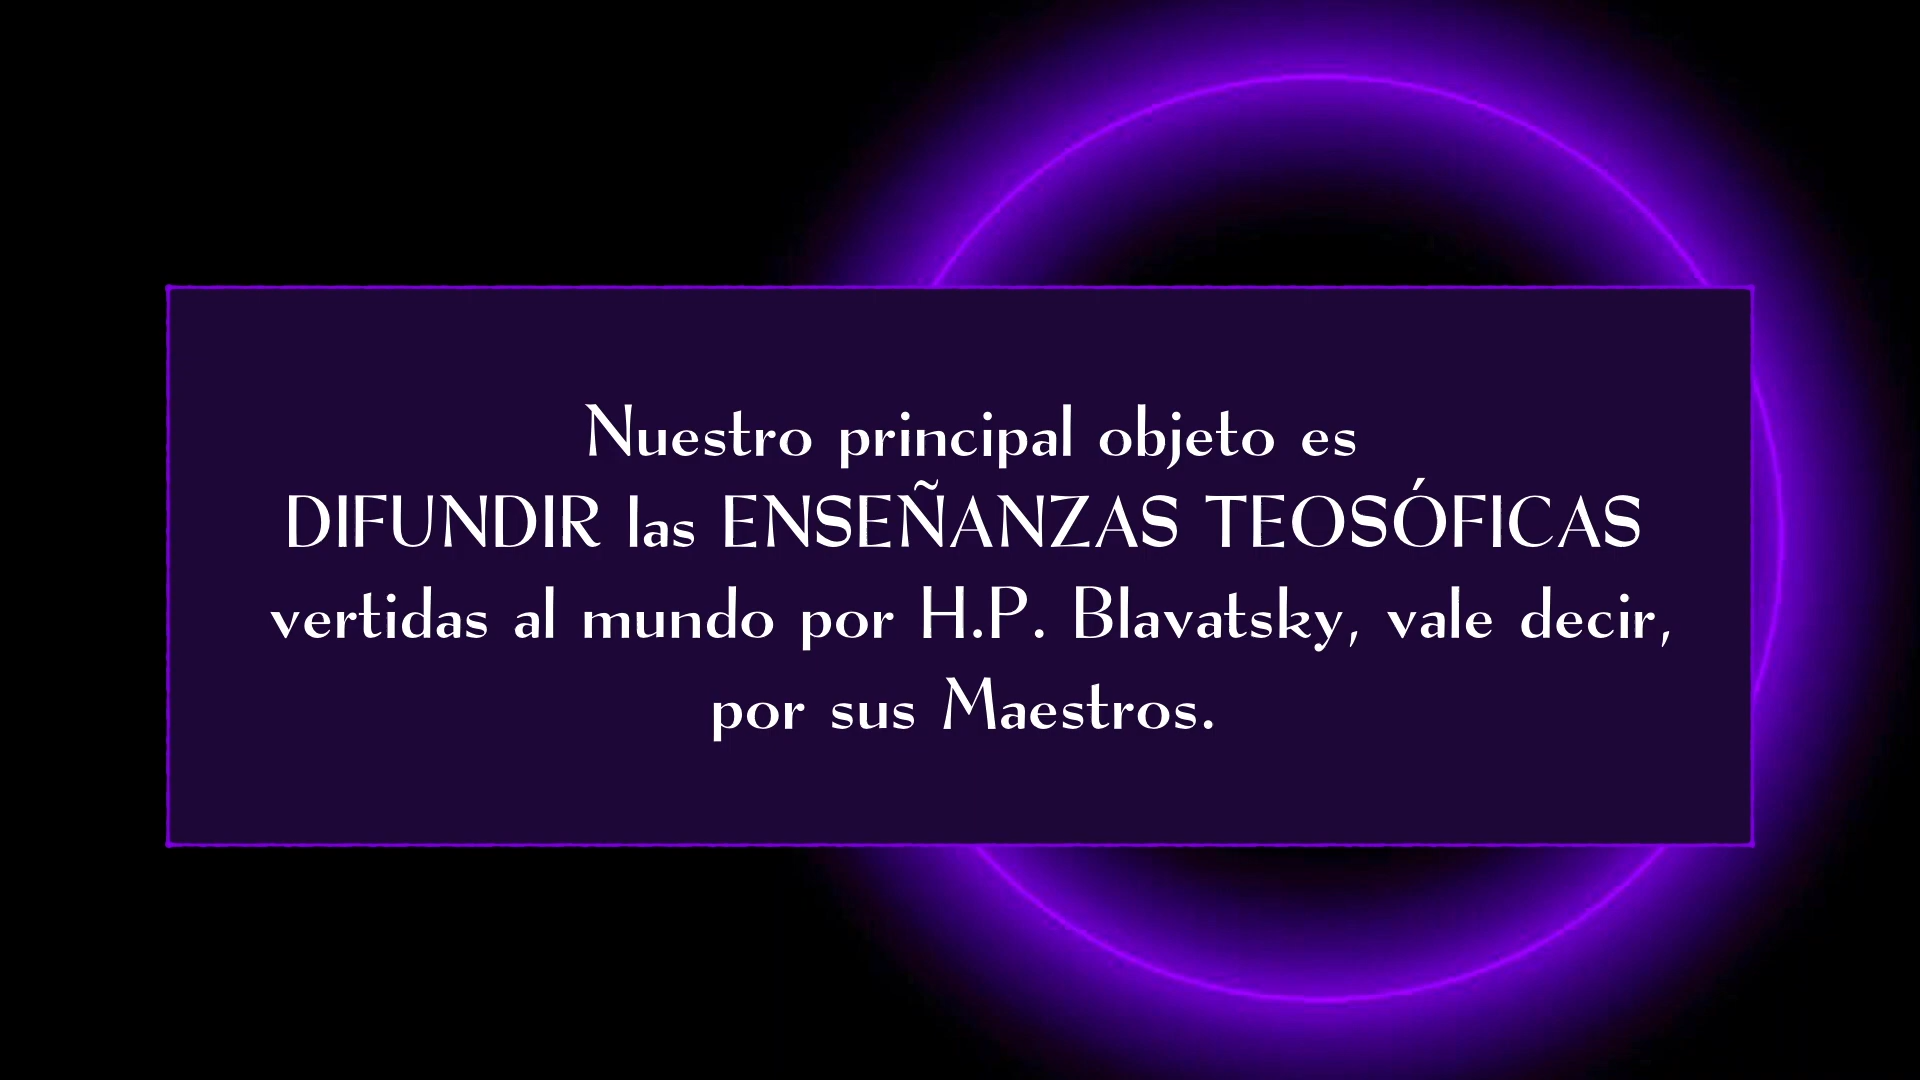 Nuestro principal objeto es
DIFUNDIR las ENSEÑANZAS TEOSÓFICAS
vertidas al mundo por H.P. Blavatsky, vale decir,
por sus Maestros.